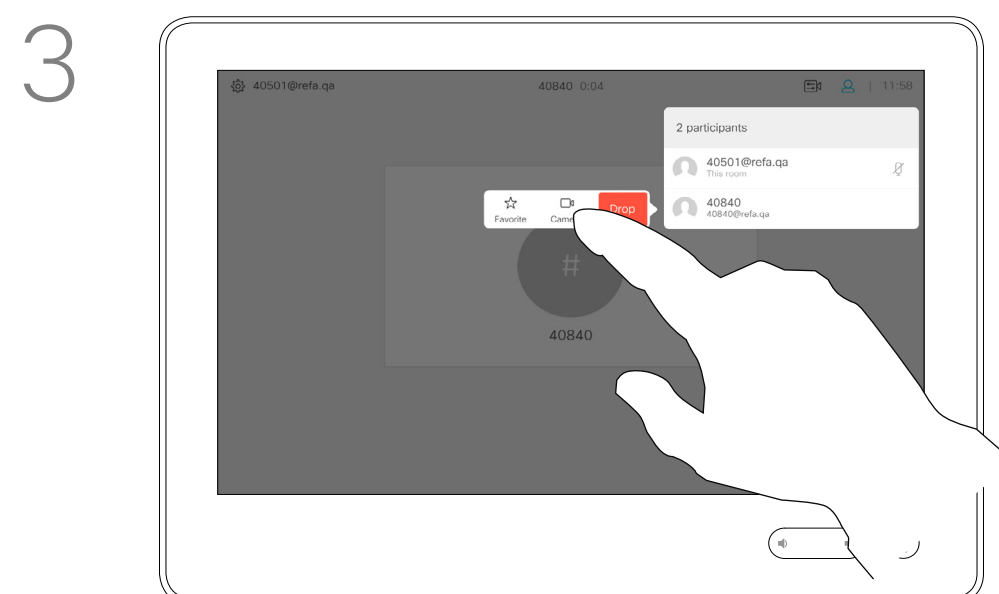 3
40501@refa.qa
40840 0:04
| 11:58
2 participants
40501@refa.qa
This room
40840
40840@refa.qa
Favorite
Drop
#
40840